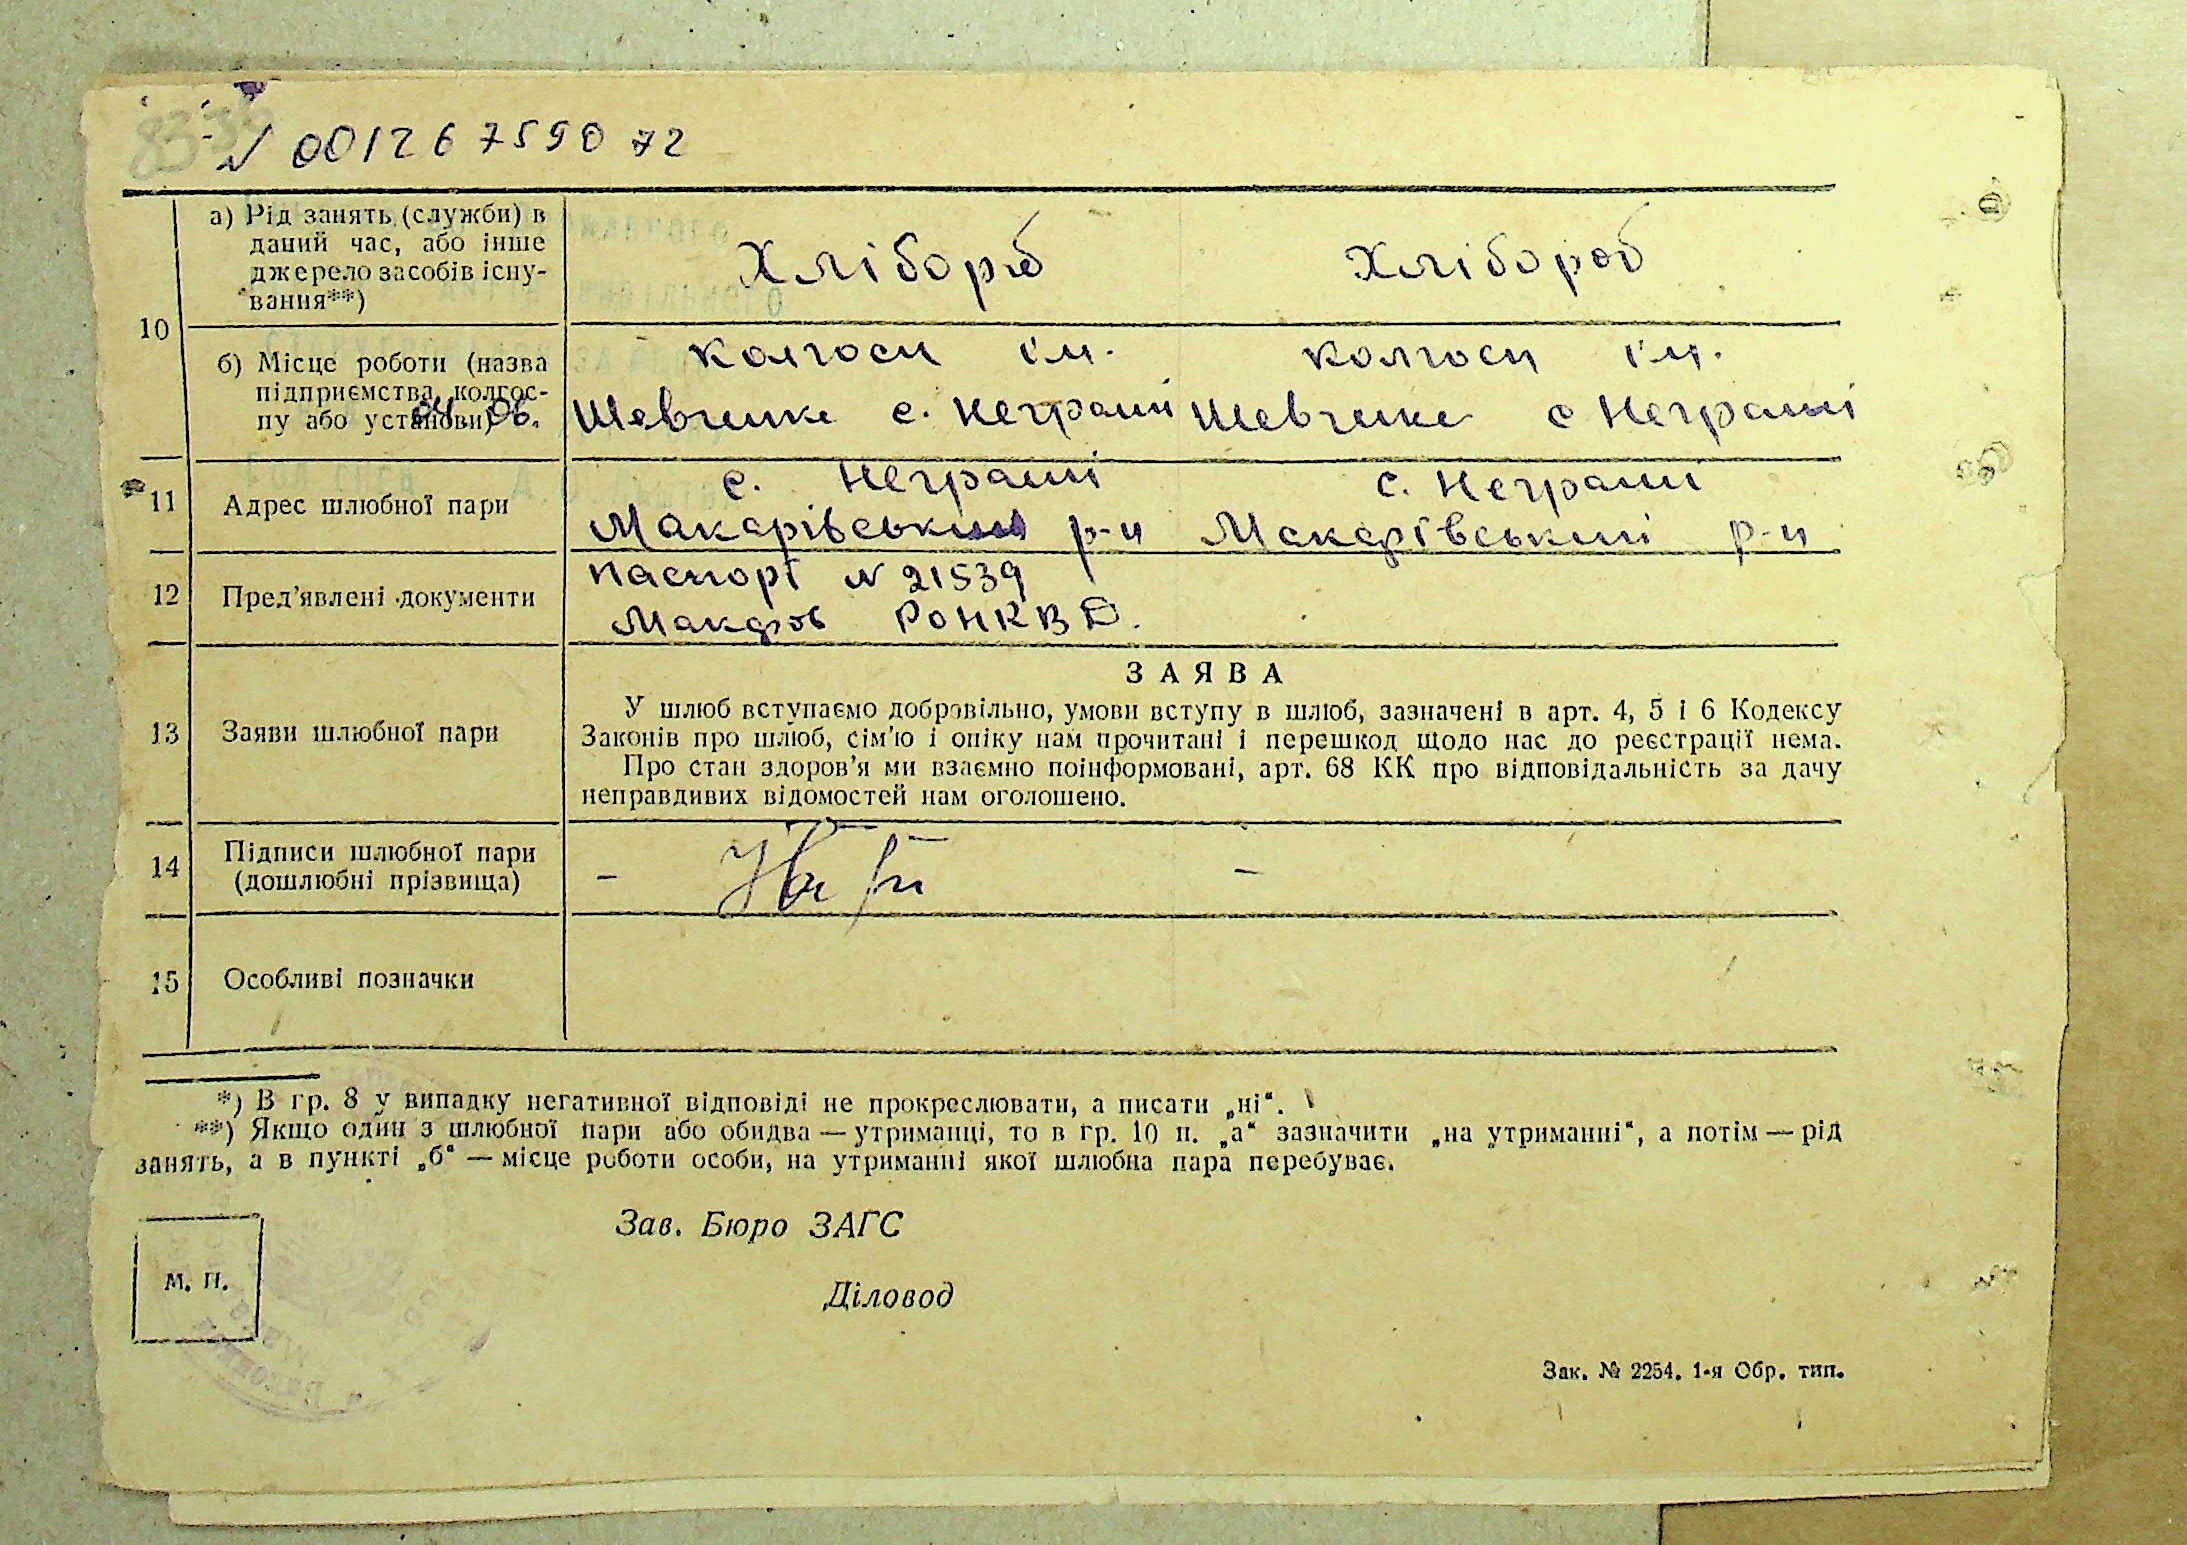 № 00126759072
а) Рід занять (служби) в
даний час, або інше
джерело засобів існу-
вання**)
Хлібороб Хлібороб
10
б) Місце роботи (назва
підприємства, колгос-
пу або установи)
колгосп ім. колгосп ім.
Шевченка с. Неграші Шевченка с Неграші
11 Адрес шлюбної пари
с. Неграші с. Неграші
Макарівський р-н Макарівський р-н
12 Пред’явлені документи
паспорт № 21539
Макаров РОНКВД.
13 Заяви шлюбної пари
ЗАЯВА
У шлюб вступаємо добровільно, умови вступу в шлюб, зазначені в арт. 4, 5 і 6 Кодексу
Законів про шлюб, сім’ю і опіку нам прочитані і перешкод щодо нас до реєстрації нема.
Про стан здоров’я ми взаємно поінформовані, арт. 68 КК про відповідальність за дачу
неправдивих відомостей нам оголошено.
14 Підписи шлюбної пари
(дошлюбні прізвища)
15 Особливі позначки
*) В гр. 8 у випадку негативної відповіді не прокреслювати, а писати „ні“.
**) Якщо один з шлюбної пари або обидва — утриманці, то в гр. 10 п. „а“ зазначити „на утриманні“, а потім — рід
занять, а в пункті „б“ — місце роботи особи, на утриманні якої шлюбна пара перебуває.
Зав. Бюро ЗАГС
М. П.
Діловод
Зак. № 2254. 1-я Обр. тип.